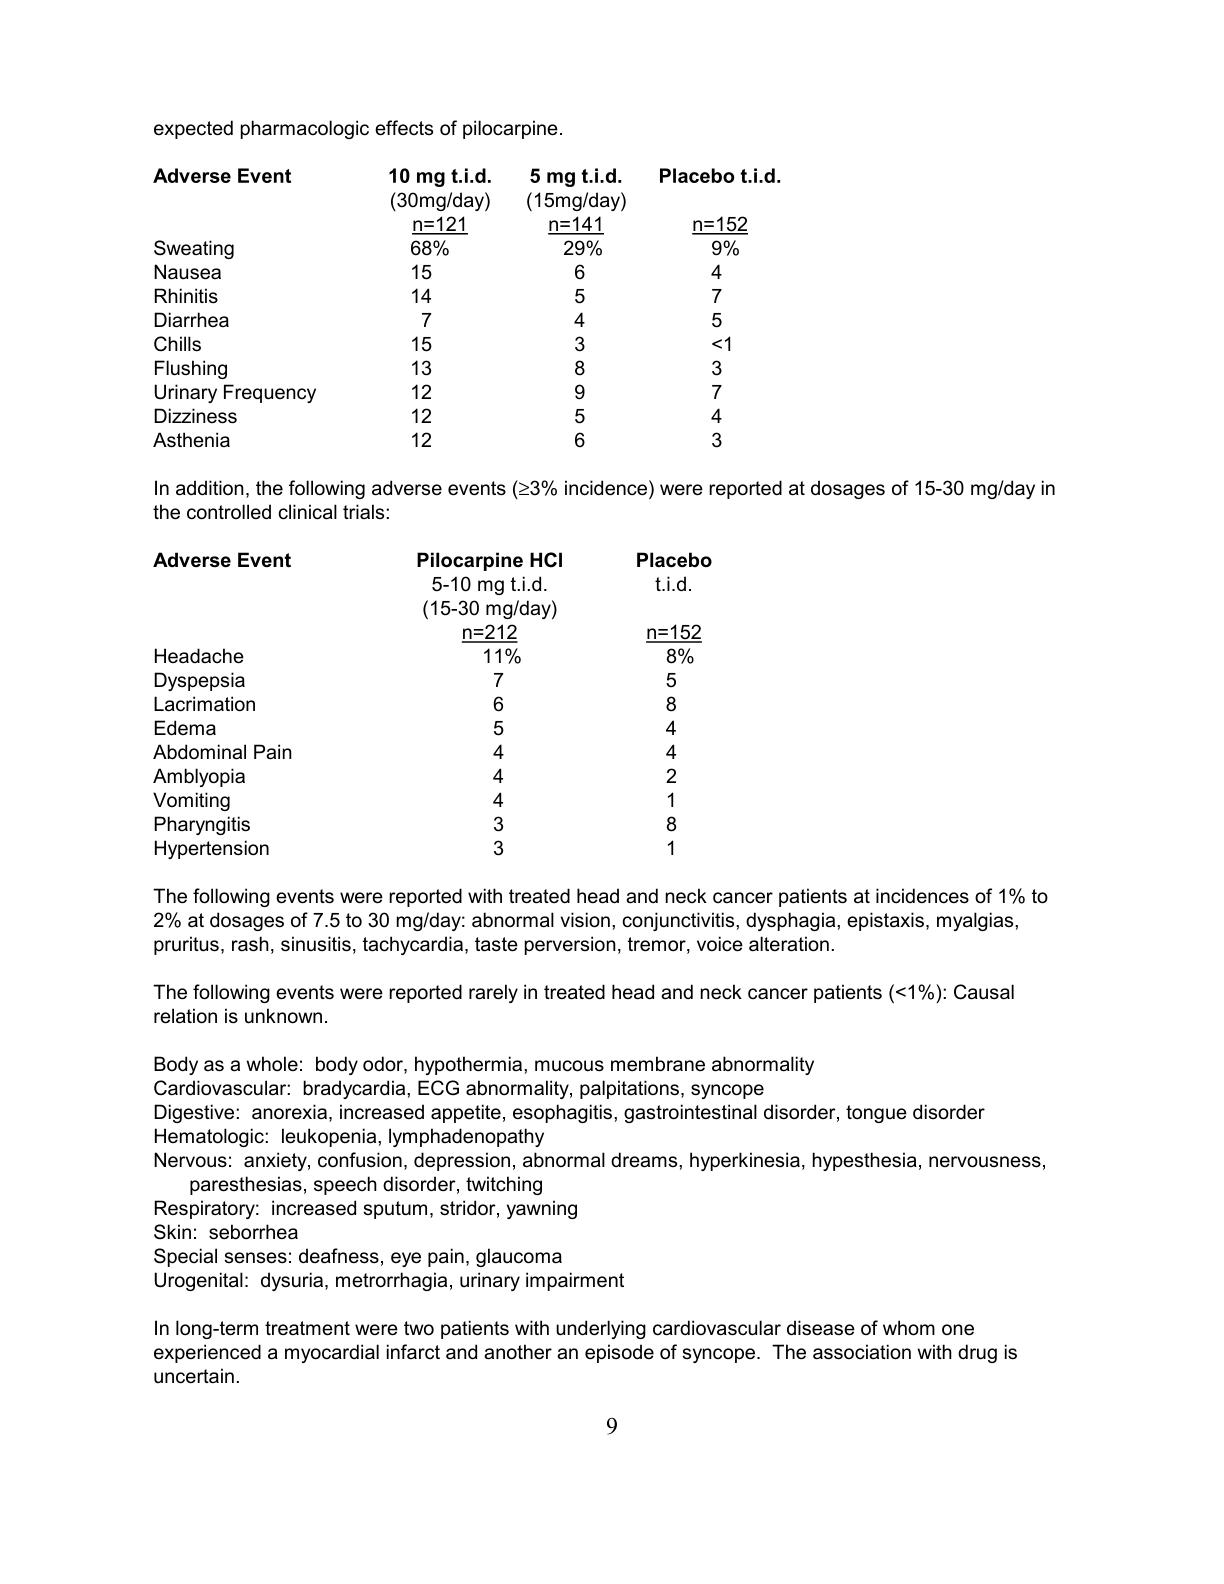 expected pharmacologic effects of pilocarpine.
Adverse Event 10 mg t.i.d. 5 mg t.i.d. Placebo t.i.d.
(30mg/day) (15mg/day)
n=121 n=141 n=152
Sweating 68% 29% 9%
Nausea 15 6 4
Rhinitis 14 5 7
Diarrhea 7 4 5
Chills 15 3 <1
Flushing 13 8 3
Urinary Frequency 12 9 7
Dizziness 12 5 4
Asthenia 12 6 3
In addition, the following adverse events (≥3% incidence) were reported at dosages of 15-30 mg/day in
the controlled clinical trials:
Adverse Event Pilocarpine HCl Placebo
5-10 mg t.i.d. t.i.d.
(15-30 mg/day)
n=212 n=152
Headache 11% 8%
Dyspepsia 7 5
Lacrimation 6 8
Edema 5 4
Abdominal Pain 4 4
Amblyopia 4 2
Vomiting 4 1
Pharyngitis 3 8
Hypertension 3 1
The following events were reported with treated head and neck cancer patients at incidences of 1% to
2% at dosages of 7.5 to 30 mg/day: abnormal vision, conjunctivitis, dysphagia, epistaxis, myalgias,
pruritus, rash, sinusitis, tachycardia, taste perversion, tremor, voice alteration.
The following events were reported rarely in treated head and neck cancer patients (<1%): Causal
relation is unknown.
Body as a whole: body odor, hypothermia, mucous membrane abnormality
Cardiovascular: bradycardia, ECG abnormality, palpitations, syncope
Digestive: anorexia, increased appetite, esophagitis, gastrointestinal disorder, tongue disorder
Hematologic: leukopenia, lymphadenopathy
Nervous: anxiety, confusion, depression, abnormal dreams, hyperkinesia, hypesthesia, nervousness,
paresthesias, speech disorder, twitching
Respiratory: increased sputum, stridor, yawning
Skin: seborrhea
Special senses: deafness, eye pain, glaucoma
Urogenital: dysuria, metrorrhagia, urinary impairment
In long-term treatment were two patients with underlying cardiovascular disease of whom one
experienced a myocardial infarct and another an episode of syncope. The association with drug is
uncertain.
9